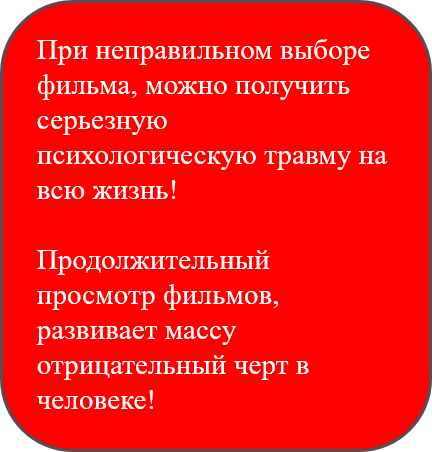 При неправильном выборе
фильма, можно получить
серьезную
психологическую травму на
всю жизнь!
Продолжительный
просмотр фильмов,
развивает массу
отрицательный черт в
человеке!